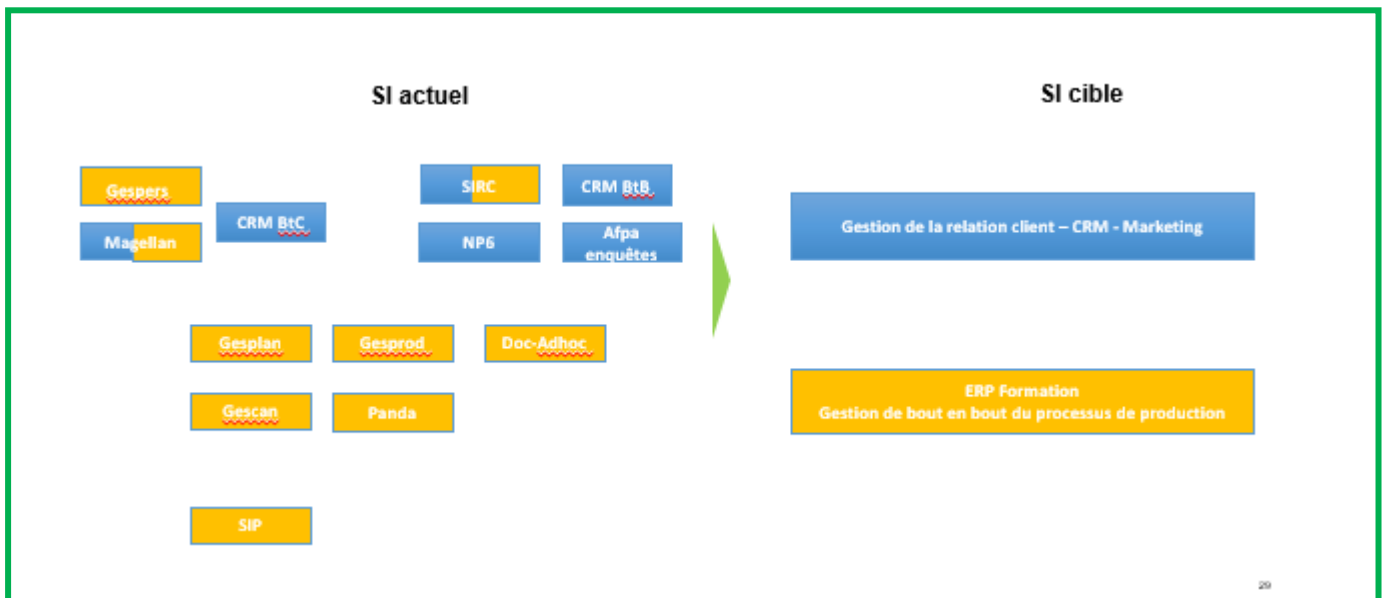 SI actuel
SI cible
Gespers
SIRC
CRM BtB
CRM BtC
Magellan
NP6
Afpa
enquêtes
Gestion de la relation client – CRM - Marketing
Gesplan
Gesprod
Doc-Adhoc
Gescan
Panda
ERP Formation
Gestion de bout en bout du processus de production
SIP
29